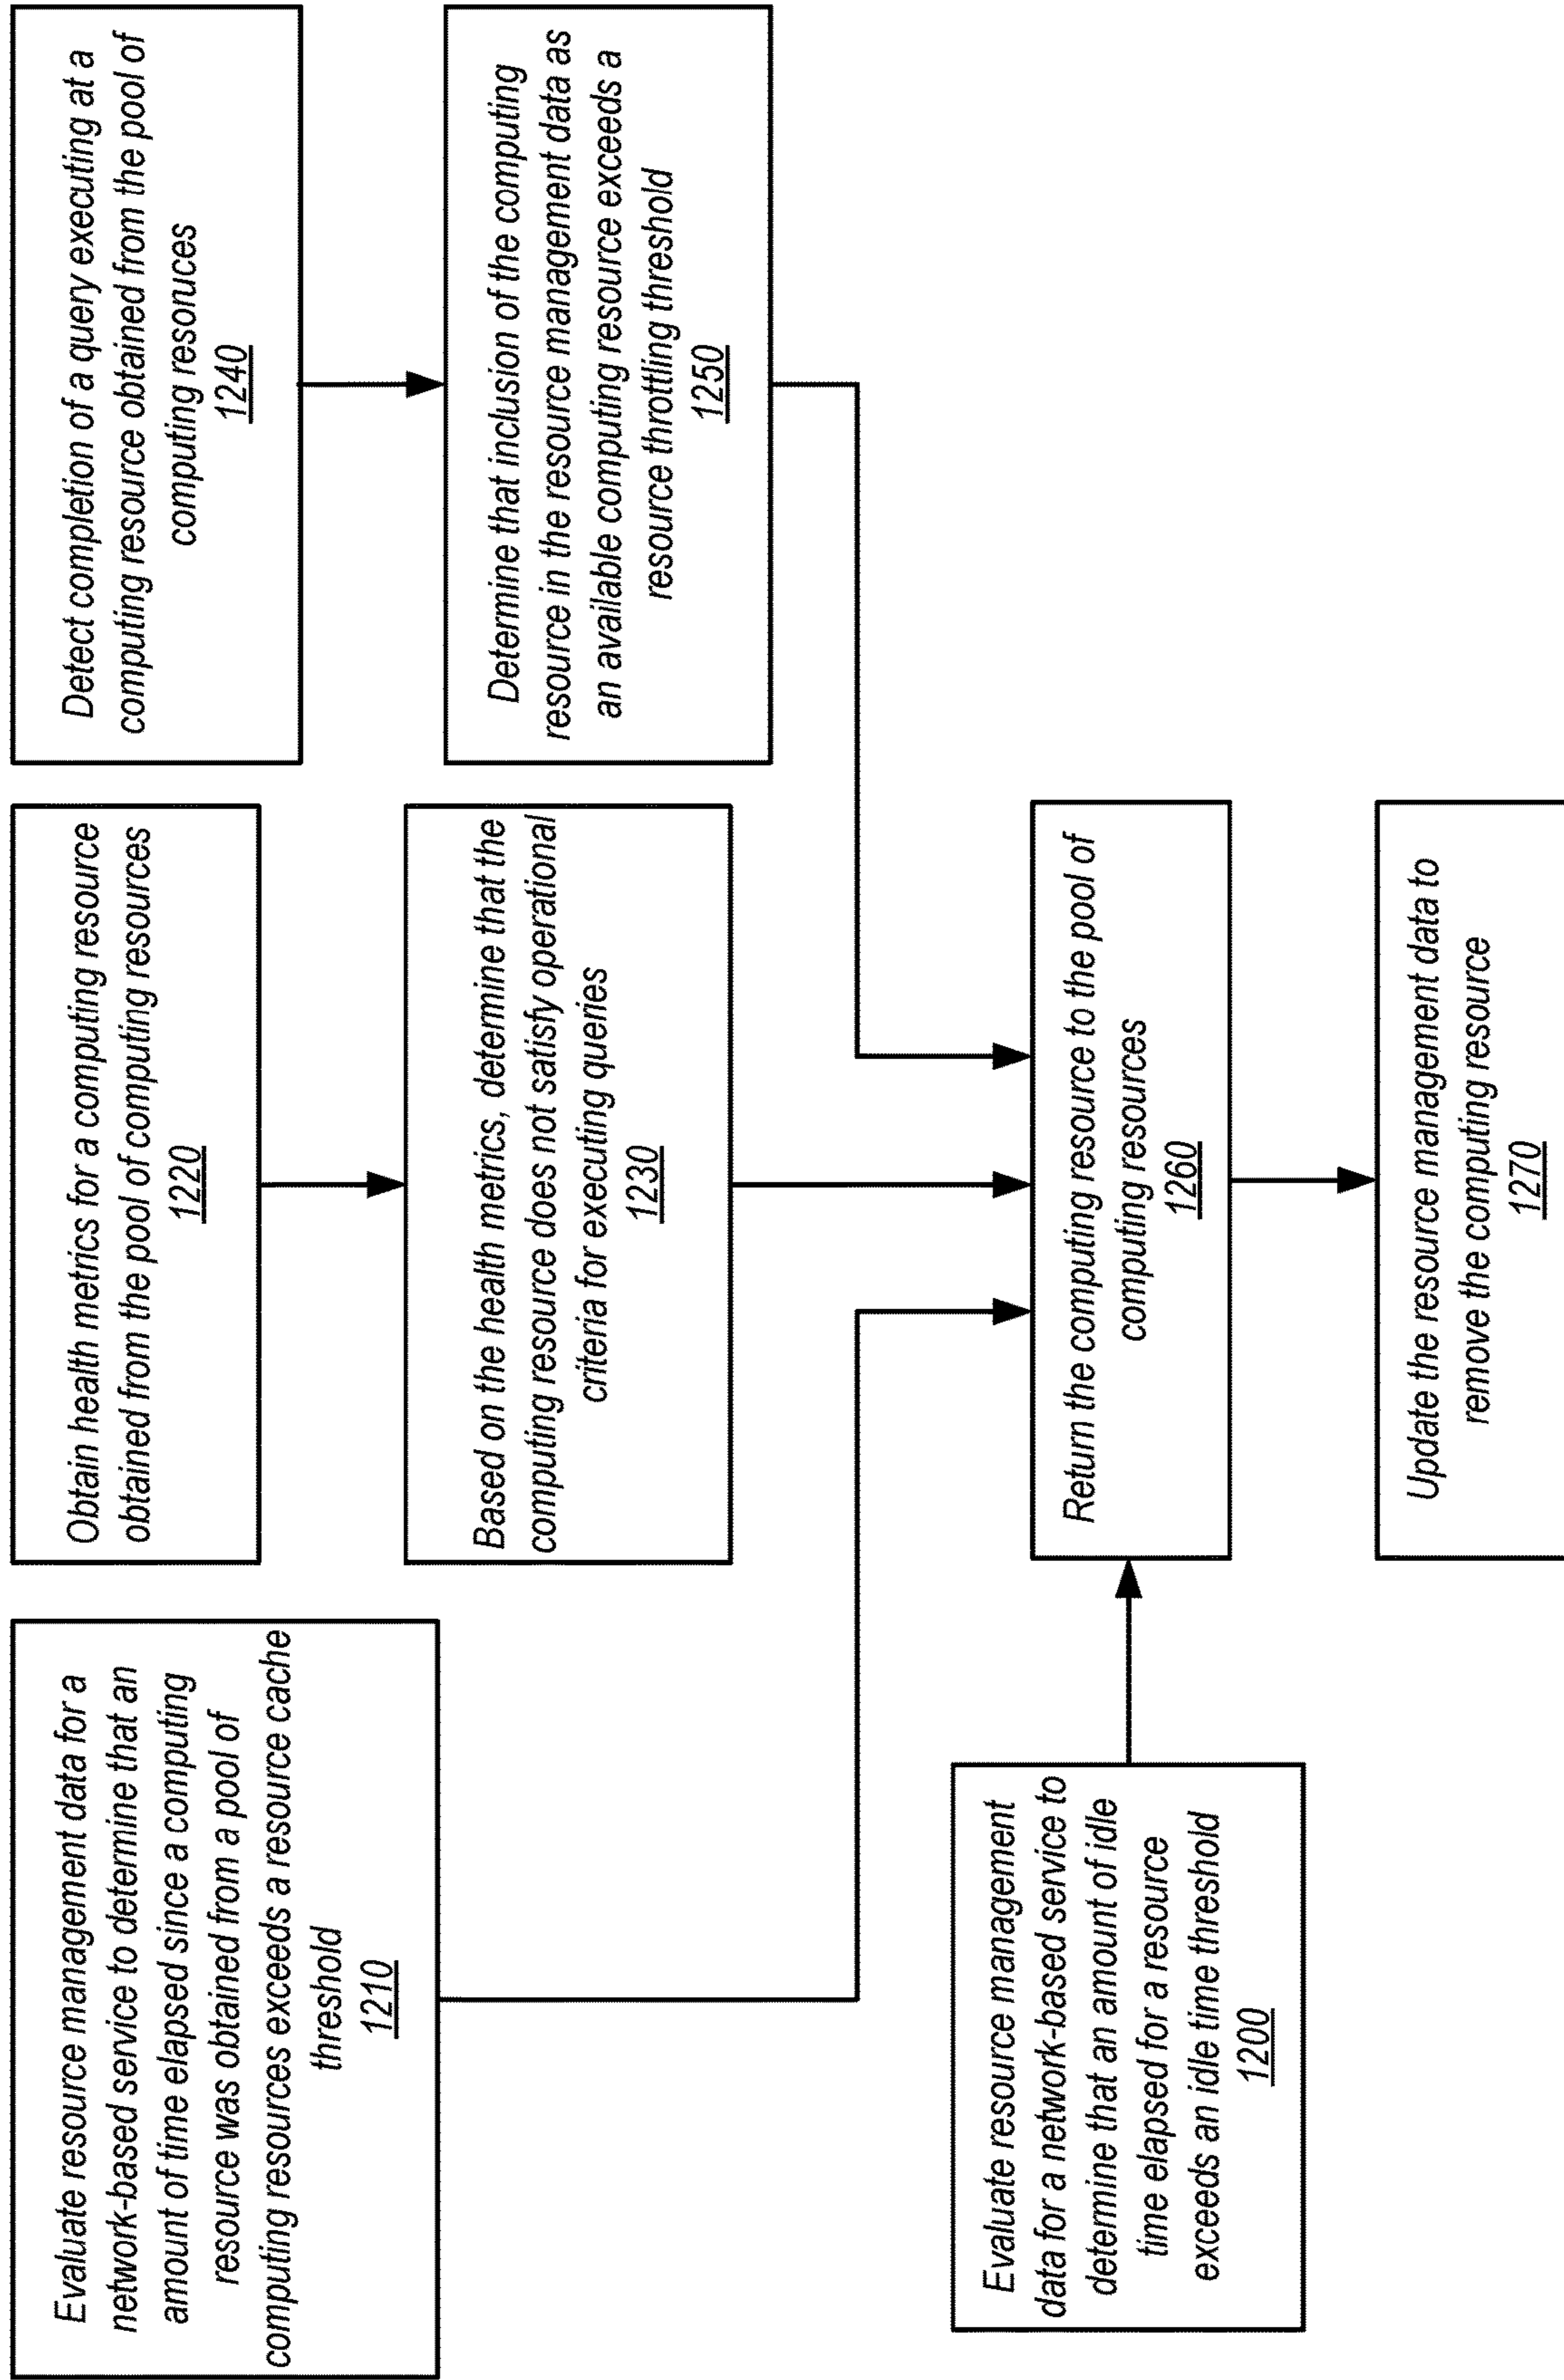 Evaluate resource management data for a
network-based service to determine that an
amount of time elapsed since a computing
resource was obtained from a pool of
computing resources exceeds a resource cache
threshold
1210
Obtain health metrics for a computing resource
obtained from the pool of computing resources
1220
Detect completion of a query executing at a
computing resource obtained from the pool of
computing resonuces
1240
Based on the health metrics, determine that the
computing resource does not satisfy operational
criteria for executing queries
1230
Determine that inclusion of the computing
resource in the resource management data as
an available computing resource exceeds a
resource throttling threshold
1250
Evaluate resource management
data for a network-based service to
determine that an amount of idle
time elapsed for a resource
exceeds an idle time threshold
1200
Return the computing resource to the pool of
computing resources
1260
Update the resource management data to
remove the computing resource
1270